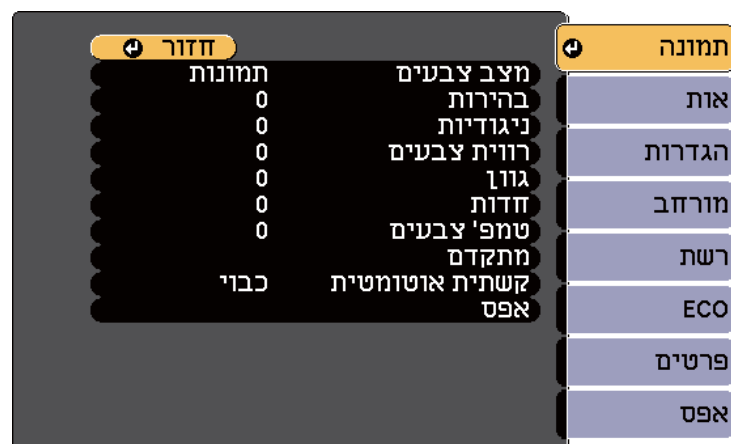 תמונה
אות
הגדרות
מורחב
רשת
ECO
פרטים
אפס
חזור
מצב צבעים תמונות
בהירות 0
ניגודיות 0
רווית צבעים 0
גוון 0
חדות 0
טמפ' צבעים 0
מתקדם
קשתית אוטומטית כבוי
אפס